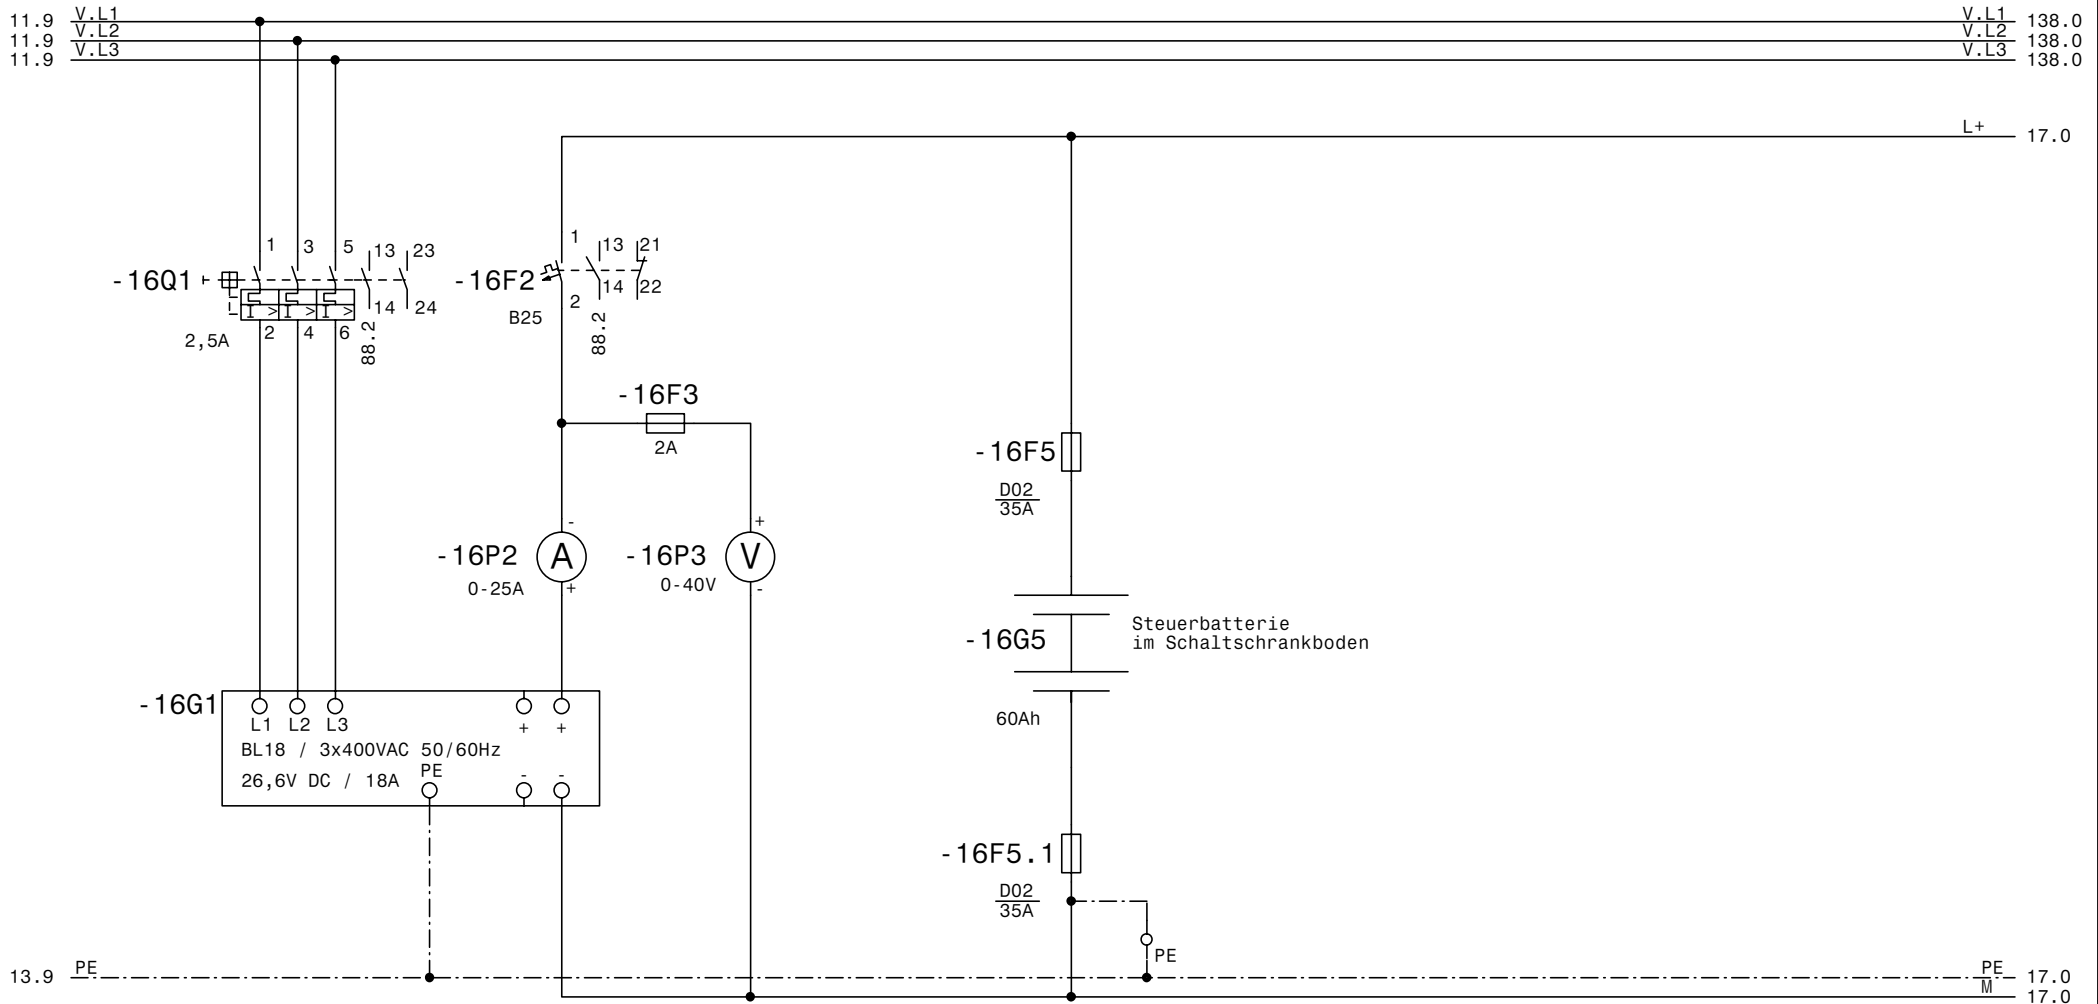 11.9 V.L1 V.L1 138.0
11.9 V.L2 V.L2 138.0
11.9 V.L3 V.L3 138.0
L+ 17.0
1 3 5 13 23
-16Q1
I > I > I >
14 24
2 4 6
2,5A
88.2
1 13 21
-16F2
2 14 22
B25
88.2
-16F3
2A
-16F5
D02
35A
-
+
-16P2 A -16P3 V
0-25A 0-40V
+
-
Steuerbatterie
im Schaltschrankboden
-16G5
60Ah
-16G1
L1 L2 L3 + +
BL18 / 3x400VAC 50/60Hz
PE - -
26,6V DC / 18A
-16F5.1
D02
35A
PE
13.9 PE PE 17.0
M 17.0